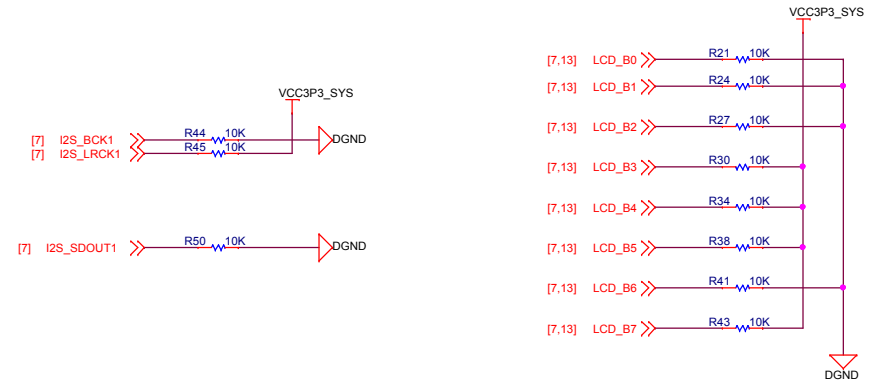 VCC3P3_SYS
[7] I2S_BCK1 R44 10K DGND
[7] I2S_LRCK1 R45 10K
[7] I2S_SDOUT1 R50 10K DGND
VCC3P3_SYS
[7,13] LCD_B0 R21 10K
[7,13] LCD_B1 R24 10K
[7,13] LCD_B2 R27 10K
[7,13] LCD_B3 R30 10K
[7,13] LCD_B4 R34 10K
[7,13] LCD_B5 R38 10K
[7,13] LCD_B6 R41 10K
[7,13] LCD_B7 R43 10K
DGND